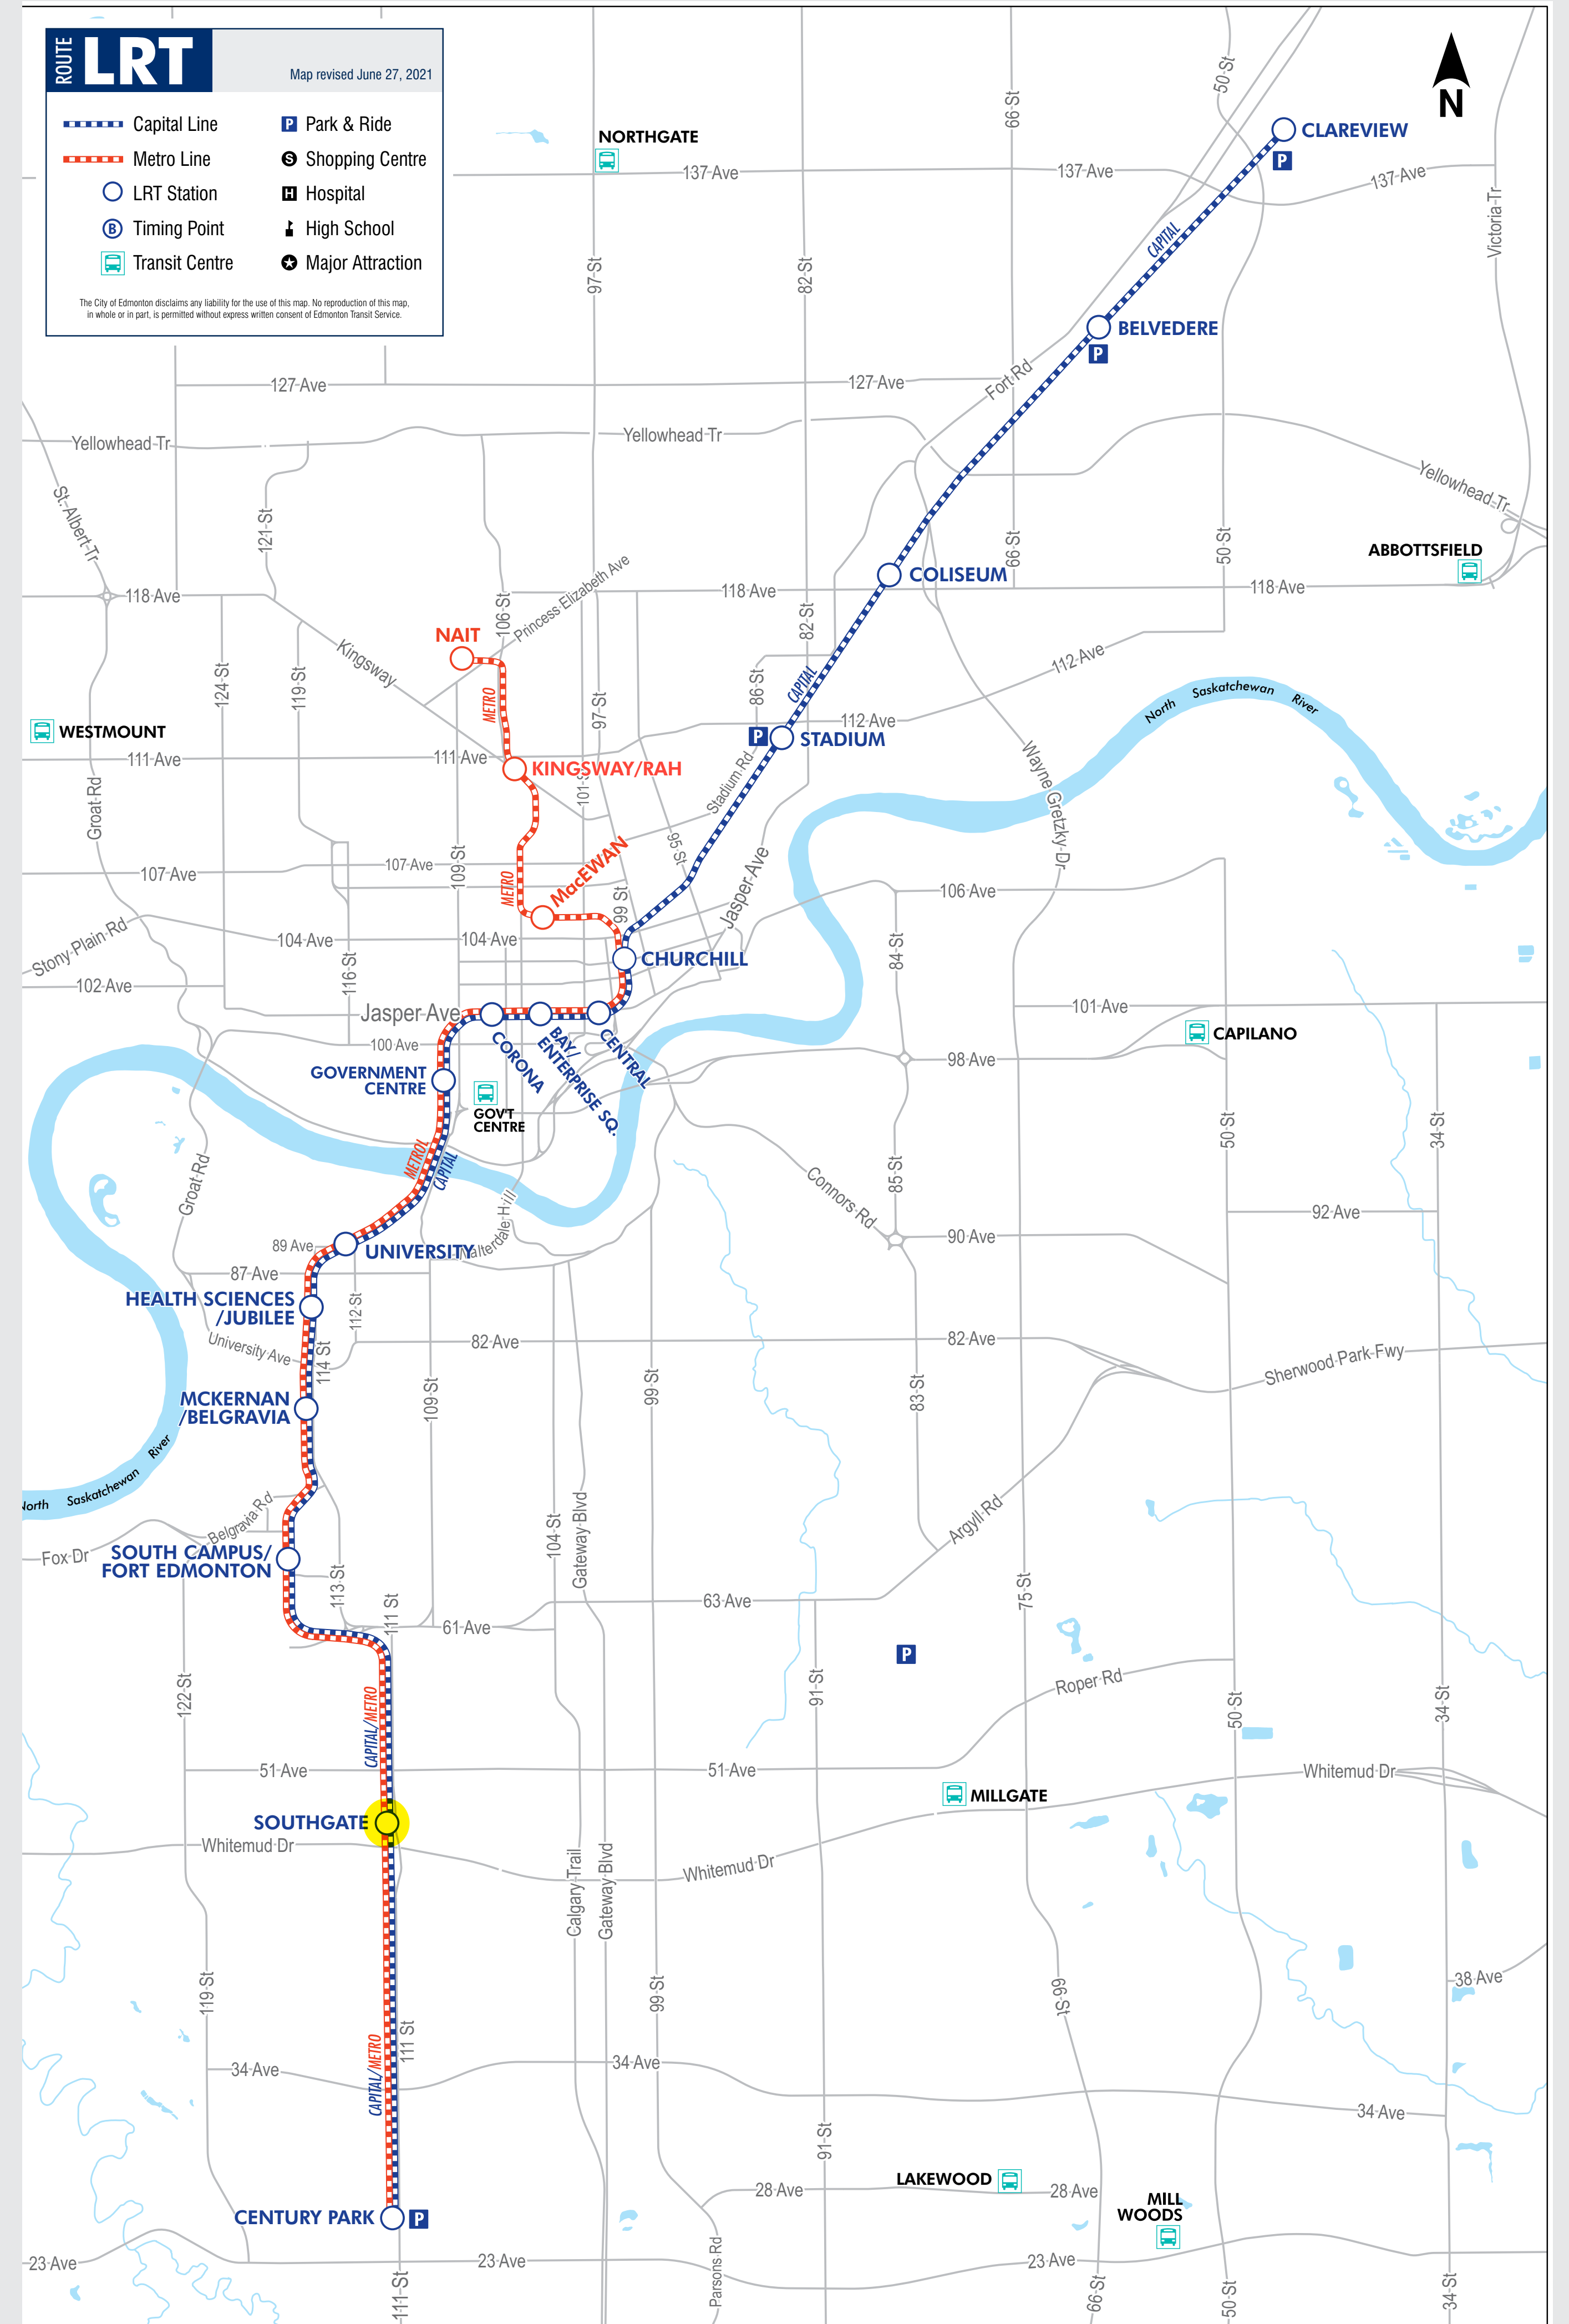 ROUTE
LRT
Map revised June 27, 2021
Capital Line
Metro Line
LRT Station
B Timing Point
Transit Centre
P Park & Ride
S Shopping Centre
H Hospital
High School
Major Attraction
The City of Edmonton disclaims any liability for the use of this map. No reproduction of this map,
in whole or in part, is permitted without express written consent of Edmonton Transit Service.
N
50-St
66-St
CLAREVIEW
P
NORTHGATE
137-Ave
137-Ave
137-Ave
Victoria-Tr
CAPITAL
97-St
82-St
BELVEDERE
P
Fort-Rd
127-Ave
127-Ave
Yellowhead-Tr
Yellowhead-Tr
Yellowhead-Tr
St.-Albert-Tr
121-St
66-St
50-St
ABBOTTSFIELD
COLISEUM
118-Ave
118-Ave
118-Ave
106-St
Princess-Elizabeth-Ave
82-St
NAIT
Kingsway
112-Ave
124-St
119-St
METRO
97-St
86-St
CAPITAL
North Saskatchewan River
WESTMOUNT
112-Ave
P
STADIUM
111-Ave
111-Ave
KINGSWAY/RAH
101-St
Stadium-Rd
Wayne-Gretzky-Dr
Groat-Rd
95-St
107-Ave
107-Ave
109-St
METRO
MacEWAN
99 St
Jasper-Ave
106-Ave
Stony-Plain-Rd
104-Ave
104-Ave
84-St
CHURCHILL
116-St
102-Ave
101-Ave
Jasper-Ave
CAPILANO
100-Ave
CORONA
BAY/
ENTERPRISE SQ.
CENTRAL
98-Ave
GOVERNMENT
CENTRE
GOV'T
CENTRE
50-St
34-St
METROL
CAPITAL
Groat-Rd
Connors-Rd
85-St
92-Ave
Walterdale-Hill
89 Ave
UNIVERSITY
90-Ave
87-Ave
HEALTH SCIENCES
/JUBILEE
112-St
University-Ave
114-St
82-Ave
82-Ave
Sherwood-Park-Fwy
MCKERNAN
/BELGRAVIA
109-St
99-St
83-St
North Saskatchewan River
Belgravia-Rd
104-St
Gateway-Blvd
Argyll-Rd
Fox-Dr
SOUTH CAMPUS/
FORT EDMONTON
113-St
111 St
63-Ave
75-St
61-Ave
P
122-St
CAPITAL/METRO
91-St
Roper-Rd
50-St
34-St
51-Ave
51-Ave
Whitemud-Dr
MILLGATE
SOUTHGATE
Whitemud-Dr
Whitemud-Dr
Calgary-Trail
Gateway-Blvd
119-St
99-St
66-St
38-Ave
CAPITAL/METRO
111 St
34-Ave
34-Ave
34-Ave
91-St
LAKEWOOD
28-Ave
28-Ave
MILL
WOODS
CENTURY PARK
P
23-Ave
23-Ave
23-Ave
111-St
Parsons-Rd
66-St
50-St
34-St